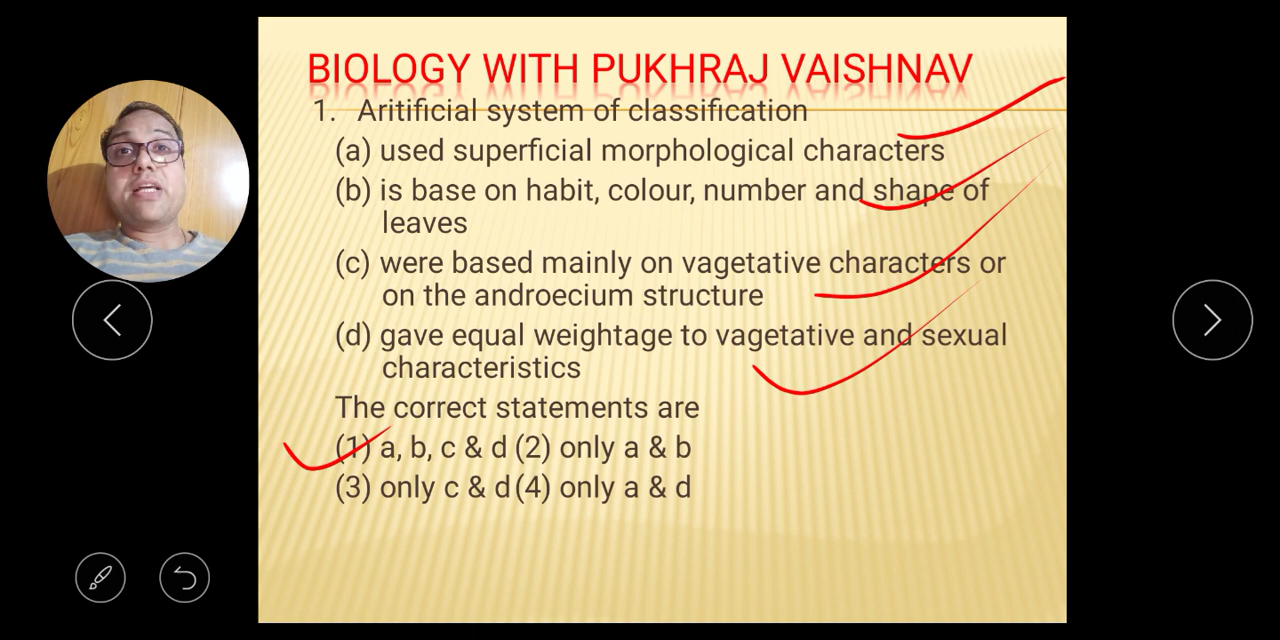 BIOLOGY WITH PUKHRAJ VAISHNAV
1. Aritificial system of classification
(a) used superficial morphological characters
(b) is base on habit, colour, number and shape of
leaves
(c) were based mainly on vagetative characters or
on the androecium structure
(d) gave equal weightage to vagetative and sexual
characteristics
The correct statements are
(1) a, b, c & d (2) only a & b
(3) only c & d (4) only a & d